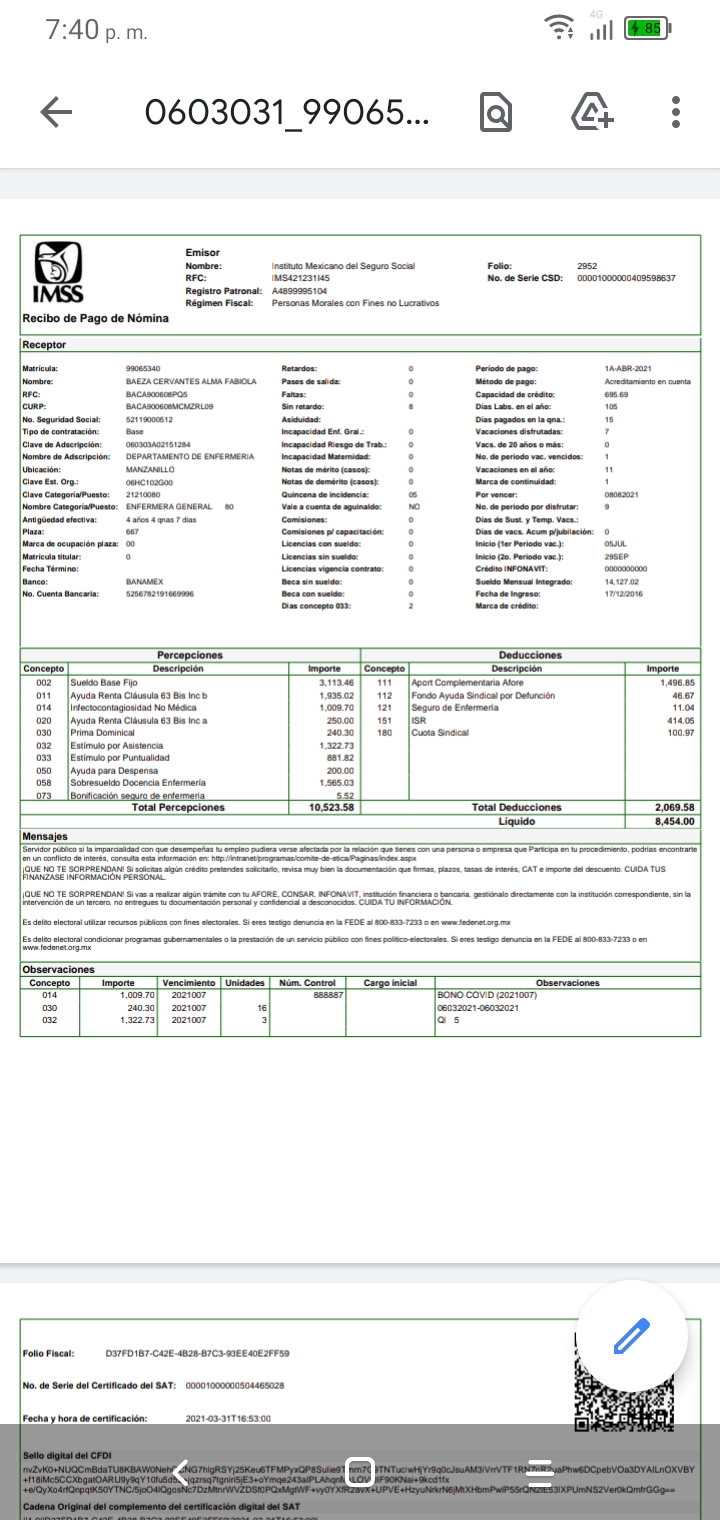 7:40 p. m.
4G
85
0603031_99065...
IMSS
Recibo de Pago de Nómina
Emisor
Nombre: Instituto Mexicano del Seguro Social Folio: 2952
RFC: IMS421231I45 No. de Serie CSD: 00001000000409598637
Registro Patronal: A4899995104
Régimen Fiscal: Personas Morales con Fines no Lucrativos
Receptor
Matrícula: 99065340 Retardos: 0 Periodo de pago: 1A-ABR-2021
Nombre: BAEZA CERVANTES ALMA FABIOLA Pases de salida: 0 Método de pago: Acreditamiento en cuenta
RFC: BACA900608PQ5 Faltas: 0 Capacidad de crédito: 695.69
CURP: BACA900608MCMZRL09 Sin retardo: 8 Días Labs. en el año: 105
No. Seguridad Social: 52119000512 Asiduidad: Días pagados en la qna.: 15
Tipo de contratación: Base Incapacidad Enf. Gral.: 0 Vacaciones disfrutadas: 7
Clave de Adscripción: 060303A02151284 Incapacidad Riesgo de Trab.: 0 Vacs. de 20 años o más: 0
Nombre de Adscripción: DEPARTAMENTO DE ENFERMERIA Incapacidad Maternidad: 0 No. de periodo vac. vencidos: 1
Ubicación: MANZANILLO Notas de mérito (casos): 0 Vacaciones en el año: 11
Clave Est. Org.: 06HC102G00 Notas de demérito (casos): 0 Marca de continuidad: 1
Clave Categoría/Puesto: 21210080 Quincena de incidencia: 05 Por vencer: 08082021
Nombre Categoría/Puesto: ENFERMERA GENERAL 80 Vale a cuenta de aguinaldo: NO No. de periodo por disfrutar: 9
Antigüedad efectiva: 4 años 4 qnas 7 dias Comisiones: 0 Días de Sust. y Temp. Vacs.:
Plaza: 667 Comisiones p/ capacitación: 0 Días de vacs. Acum p/jubilación: 0
Marca de ocupación plaza: 00 Licencias con sueldo: 0 Inicio (1er Periodo vac.): 05JUL
Matrícula titular: 0 Licencias sin sueldo: 0 Inicio (2o. Periodo vac.): 29SEP
Fecha Término: Licencias vigencia contrato: 0 Crédito INFONAVIT: 0000000000
Banco: BANAMEX Beca sin sueldo: 0 Sueldo Mensual Integrado: 14,127.02
No. Cuenta Bancaria: 5256782191669996 Beca con sueldo: 0 Fecha de Ingreso: 17/12/2016
Días concepto 033: 2 Marca de crédito:
Percepciones Deducciones
Concepto Descripción Importe Concepto Descripción Importe
002 Sueldo Base Fijo 3,113.46 111 Aport Complementaria Afore 1,496.85
011 Ayuda Renta Cláusula 63 Bis Inc b 1,935.02 112 Fondo Ayuda Sindical por Defunción 46.67
014 Infectocontagiosidad No Médica 1,009.70 121 Seguro de Enfermería 11.04
020 Ayuda Renta Cláusula 63 Bis Inc a 250.00 151 ISR 414.05
030 Prima Dominical 240.30 180 Cuota Sindical 100.97
032 Estímulo por Asistencia 1,322.73
033 Estímulo por Puntualidad 881.82
050 Ayuda para Despensa 200.00
058 Sobresueldo Docencia Enfermería 1,565.03
073 Bonificación seguro de enfermeria 5.52
Total Percepciones 10,523.58 Total Deducciones 2,069.58
Líquido 8,454.00
Mensajes
Servidor público si la imparcialidad con que desempeñas tu empleo pudiera verse afectada por la relación que tienes con una persona o empresa que Participa en tu procedimiento, podrías encontrarte
en un conflicto de interés, consulta esta información en: http://intranet/programas/comite-de-etica/Paginas/index.aspx
¡QUE NO TE SORPRENDAN! Si solicitas algún crédito pretendes solicitarlo, revisa muy bien la documentación que firmas, plazos, tasas de interés, CAT e importe del descuento. CUIDA TUS
FINANZASE INFORMACIÓN PERSONAL.
¡QUE NO TE SORPRENDAN! Si vas a realizar algún trámite con tu AFORE, CONSAR, INFONAVIT, institución financiera o bancaria, gestiónalo directamente con la institución correspondiente, sin la
intervención de un tercero, no entregues tu documentación personal y confidencial a desconocidos. CUIDA TU INFORMACIÓN.
Es delito electoral utilizar recursos públicos con fines electorales. Si eres testigo denuncia en la FEDE al 800-833-7233 o en www.fedenet.org.mx
Es delito electoral condicionar programas gubernamentales o la prestación de un servicio público con fines político-electorales. Si eres testigo denuncia en la FEDE al 800-833-7233 o en
www.fedenet.org.mx
Observaciones
Concepto Importe Vencimiento Unidades Núm. Control Cargo inicial Observaciones
014 1,009.70 2021007 888887 BONO COVID (2021007)
030 240.30 2021007 16 06032021-06032021
032 1,322.73 2021007 3 QI 5
Folio Fiscal: D37FD1B7-C42E-4B28-B7C3-93EE40E2FF59
No. de Serie del Certificado del SAT: 00001000000504465028
Fecha y hora de certificación: 2021-03-31T16:53:00
Sello digital del CFDI
Cadena Original del complemento del certificación digital del SAT